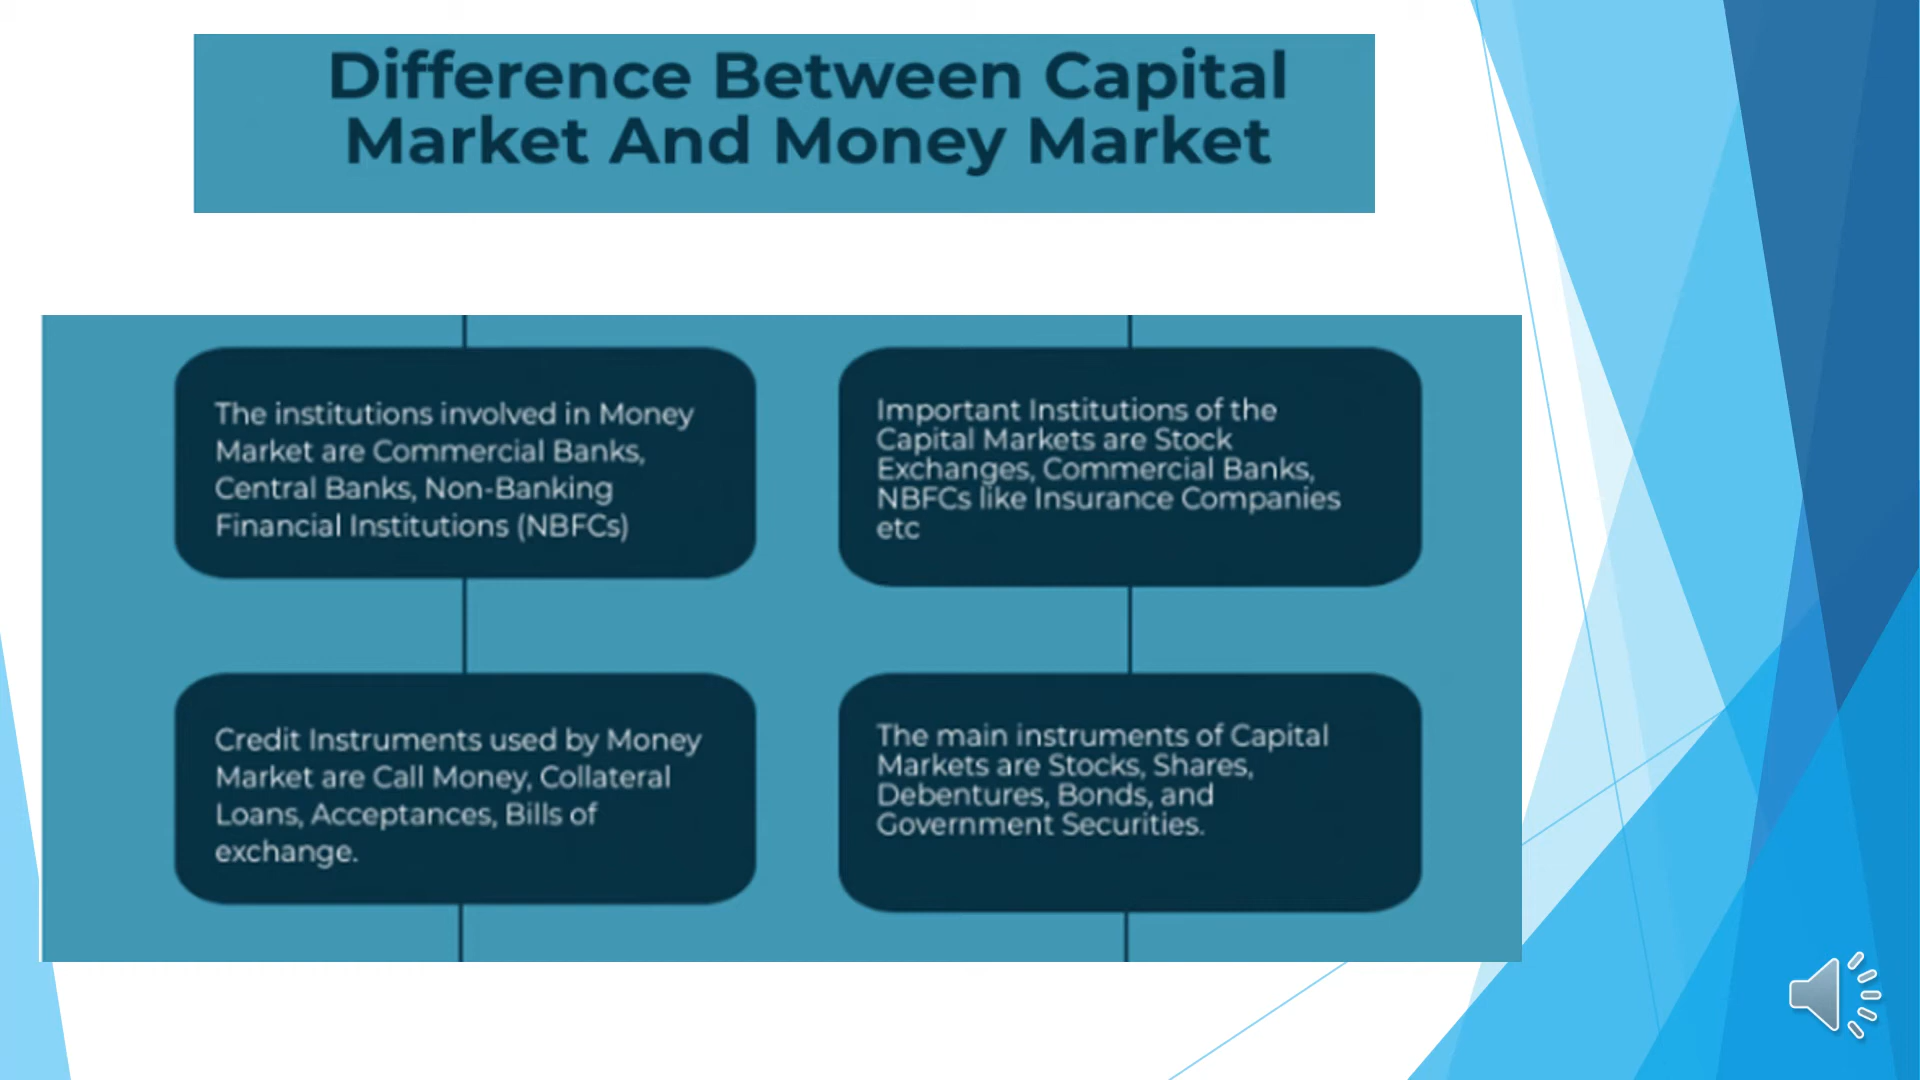 Difference Between Capital
Market And Money Market
The institutions involved in Money
Market are Commercial Banks,
Central Banks, Non-Banking
Financial Institutions (NBFCs)
Important Institutions of the
Capital Markets are Stock
Exchanges, Commercial Banks,
NBFCs like Insurance Companies
etc
Credit Instruments used by Money
Market are Call Money, Collateral
Loans, Acceptances, Bills of
exchange.
The main instruments of Capital
Markets are Stocks, Shares,
Debentures, Bonds, and
Government Securities.